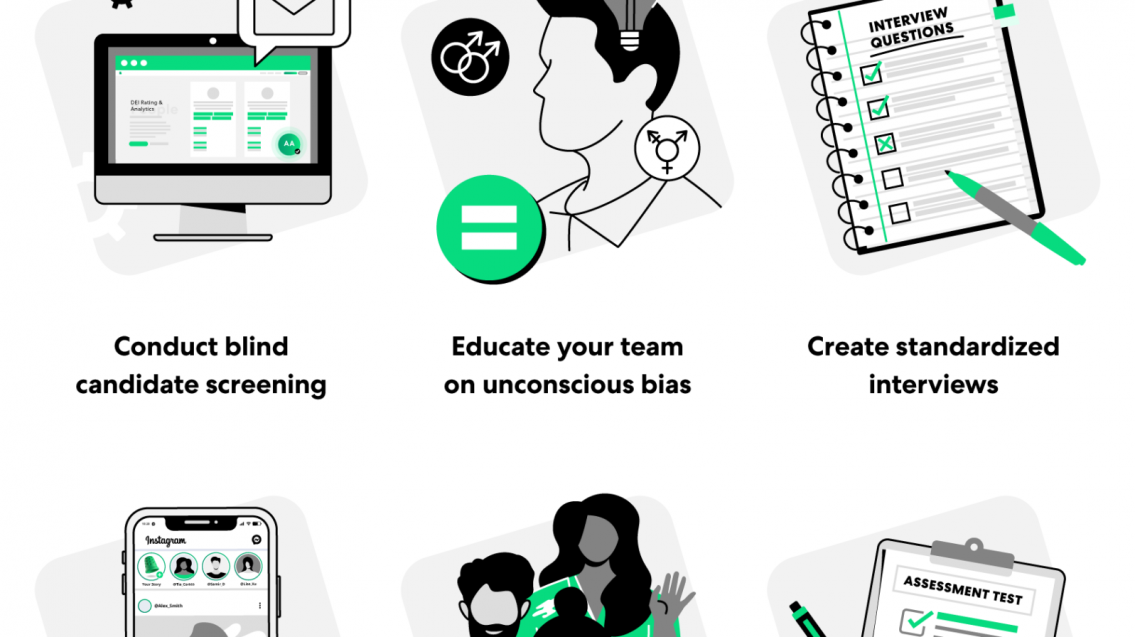 INTERVIEW
QUESTIONS
DEI Rating &
Analytics
AA
Conduct blind
candidate screening
Educate your team
on unconscious bias
Create standardized
interviews
Instagram
Your Story
@Alex_Smith
ASSESSMENT TEST